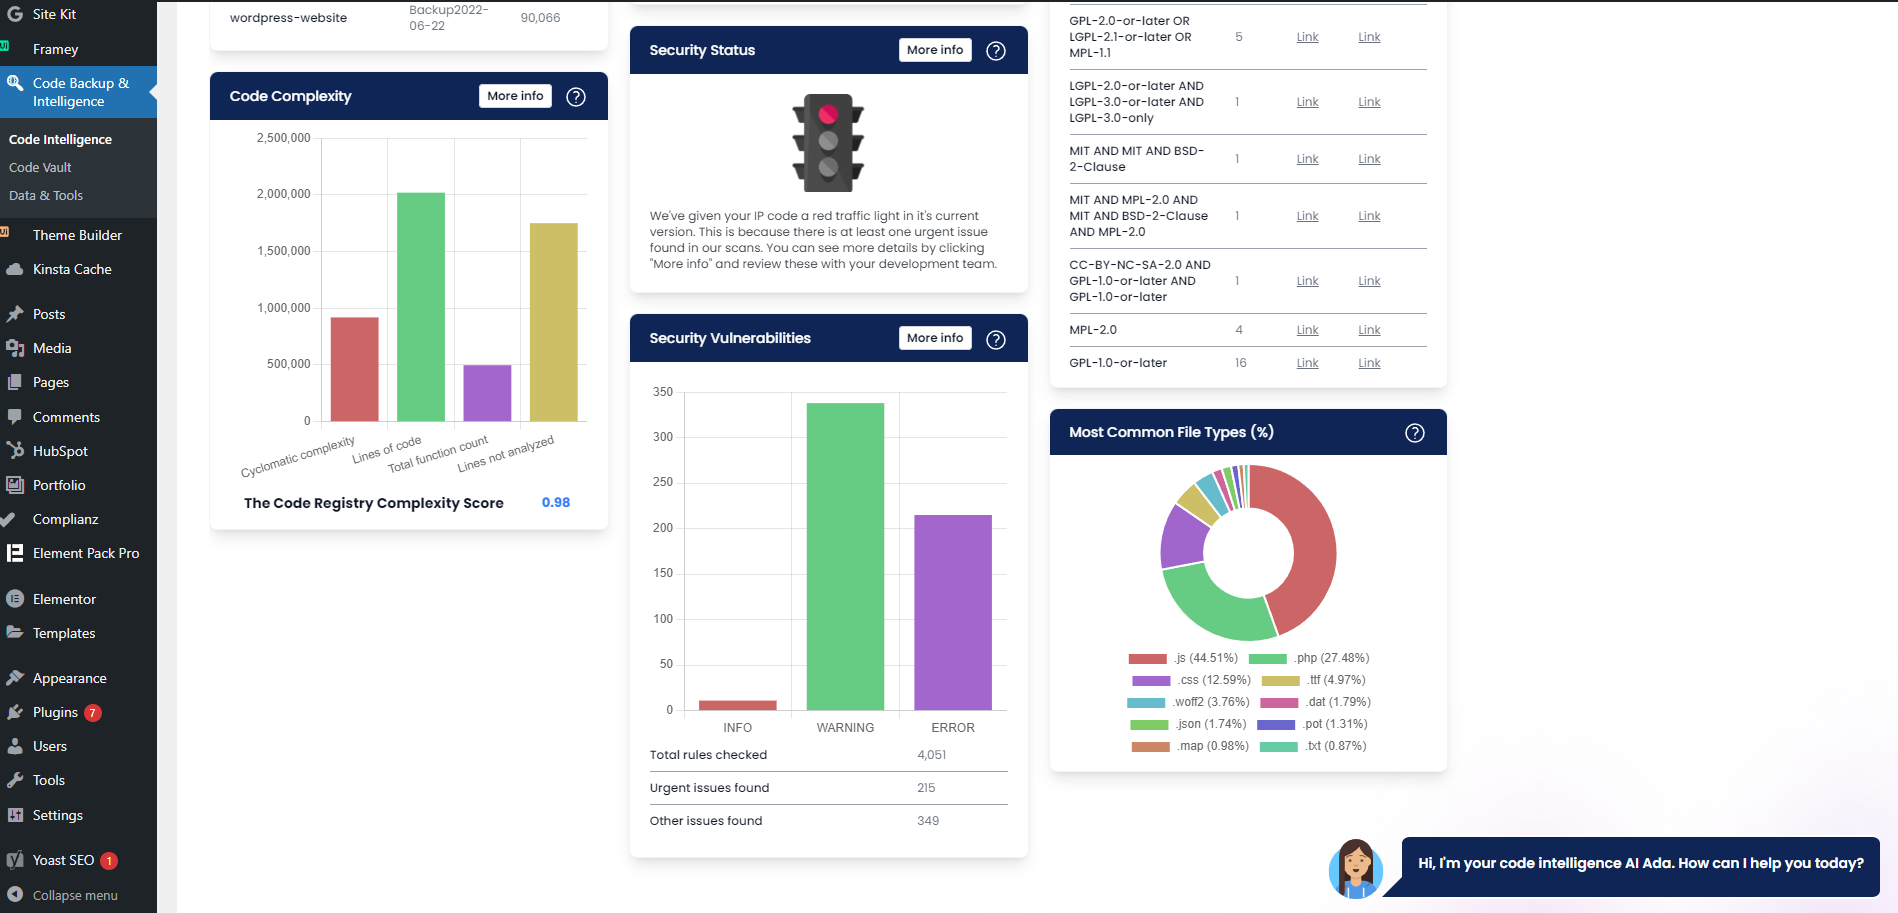 Site Kit
Framey
Code Backup &
Intelligence
Code Intelligence
Code Vault
Data & Tools
Theme Builder
Kinsta Cache
Posts
Media
Pages
Comments
HubSpot
Portfolio
Complianz
Element Pack Pro
Elementor
Templates
Appearance
Plugins 7
Users
Tools
Settings
Yoast SEO 1
Collapse menu
wordpress-website
Backup2022-
06-22
90,066
Code Complexity
More info
?
2,500,000
2,000,000
1,500,000
1,000,000
500,000
0
Cyclomatic complexity
Lines of code
Total function count
Lines not analyzed
The Code Registry Complexity Score 0.98
Security Status
More info
?
We've given your IP code a red traffic light in it's current
version. This is because there is at least one urgent issue
found in our scans. You can see more details by clicking
"More info" and review these with your development team.
Security Vulnerabilities
More info
?
350
300
250
200
150
100
50
0
INFO WARNING ERROR
Total rules checked 4,051
Urgent issues found 215
Other issues found 349
GPL-2.0-or-later OR
LGPL-2.1-or-later OR
MPL-1.1
5 Link Link
LGPL-2.0-or-later AND
LGPL-3.0-or-later AND
LGPL-3.0-only
1 Link Link
MIT AND MIT AND BSD-
2-Clause
1 Link Link
MIT AND MPL-2.0 AND
MIT AND BSD-2-Clause
AND MPL-2.0
1 Link Link
CC-BY-NC-SA-2.0 AND
GPL-1.0-or-later AND
GPL-1.0-or-later
1 Link Link
MPL-2.0 4 Link Link
GPL-1.0-or-later 16 Link Link
Most Common File Types (%)
?
.js (44.51%) .php (27.48%)
.css (12.59%) .ttf (4.97%)
.woff2 (3.76%) .dat (1.79%)
.json (1.74%) .pot (1.31%)
.map (0.98%) .txt (0.87%)
Hi, I'm your code intelligence AI Ada. How can I help you today?